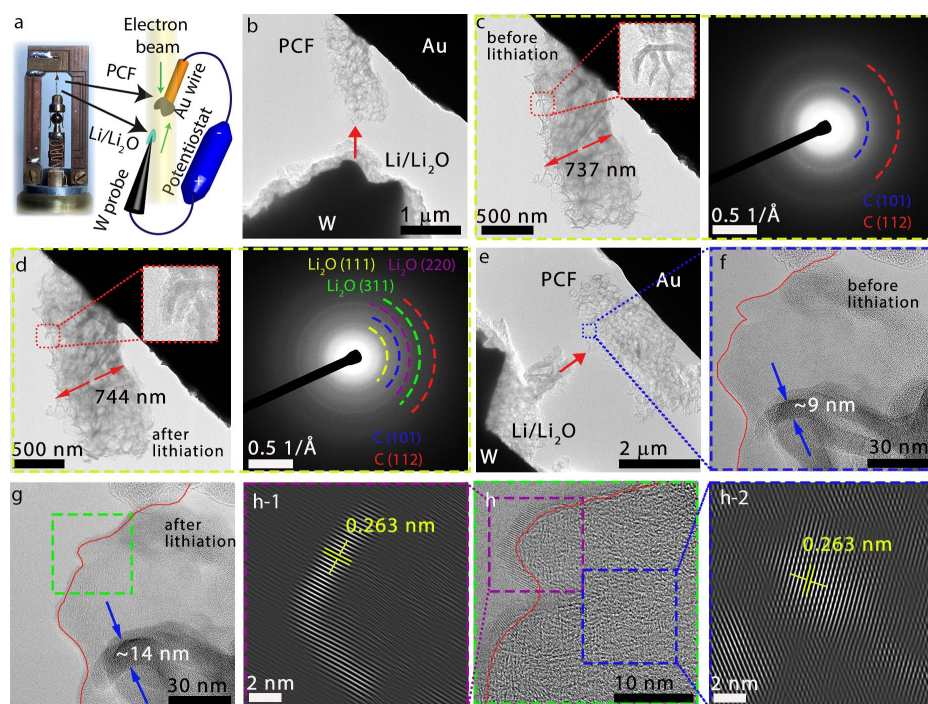 a
Electron
beam
PCF
Au wire
Li/Li₂O
W probe
Potentiostat
-
+
b
PCF
Au
Li/Li₂O
W
1 μm
c
before
lithiation
737 nm
500 nm
0.5 1/Å
C (101)
C (112)
d
744 nm
500 nm
after
lithiation
Li₂O (111)
Li₂O (220)
Li₂O (311)
0.5 1/Å
C (101)
C (112)
e
PCF
Au
Li/Li₂O
W
2 μm
f
before
lithiation
~9 nm
30 nm
g
after
lithiation
~14 nm
30 nm
h-1
0.263 nm
2 nm
h
10 nm
h-2
0.263 nm
2 nm